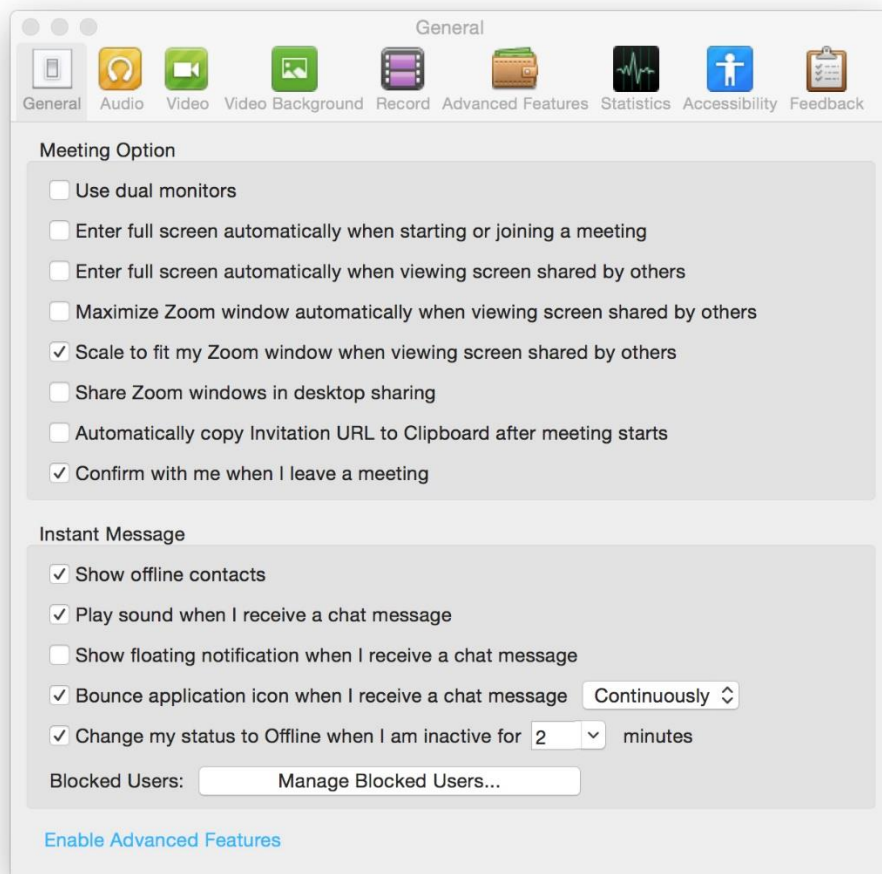 General
General Audio Video Video Background Record Advanced Features Statistics Accessibility Feedback
Meeting Option
Use dual monitors
Enter full screen automatically when starting or joining a meeting
Enter full screen automatically when viewing screen shared by others
Maximize Zoom window automatically when viewing screen shared by others
Scale to fit my Zoom window when viewing screen shared by others
Share Zoom windows in desktop sharing
Automatically copy Invitation URL to Clipboard after meeting starts
Confirm with me when I leave a meeting
Instant Message
Show offline contacts
Play sound when I receive a chat message
Show floating notification when I receive a chat message
Bounce application icon when I receive a chat message Continuously
Change my status to Offline when I am inactive for 2 minutes
Blocked Users: Manage Blocked Users...
Enable Advanced Features